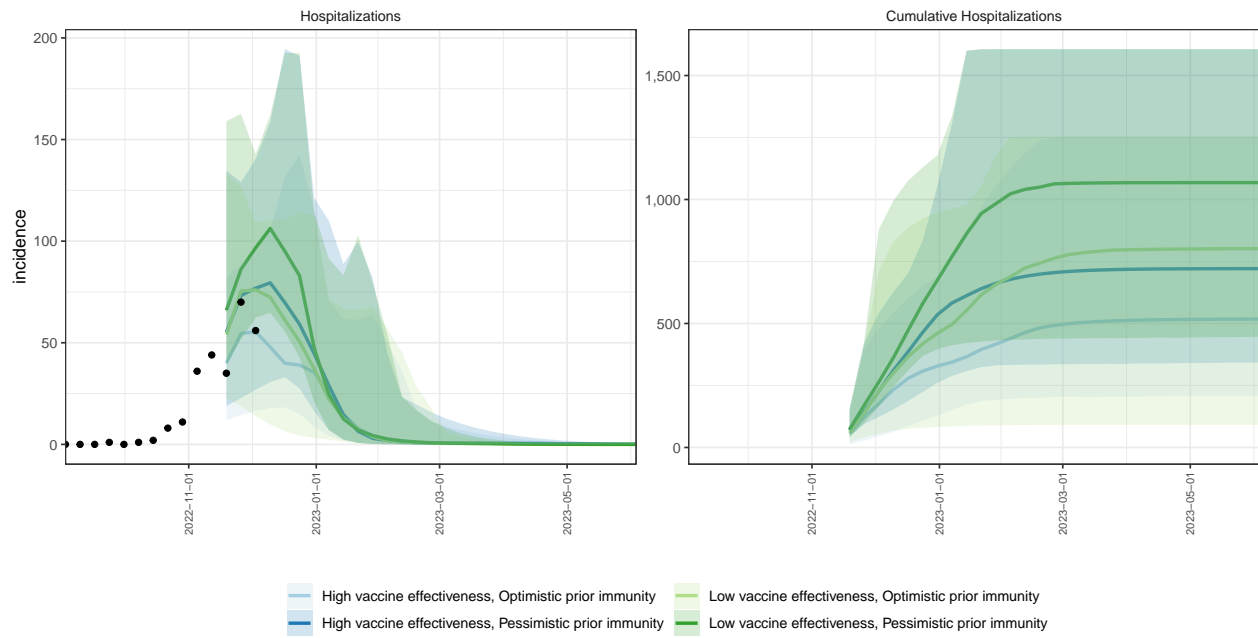 Hospitalizations
Cumulative Hospitalizations
incidence
200
150
100
50
0
1,500
1,000
500
0
2022−11−01
2023−01−01
2023−03−01
2023−05−01
2022−11−01
2023−01−01
2023−03−01
2023−05−01
High vaccine effectiveness, Optimistic prior immunity
Low vaccine effectiveness, Optimistic prior immunity
High vaccine effectiveness, Pessimistic prior immunity
Low vaccine effectiveness, Pessimistic prior immunity